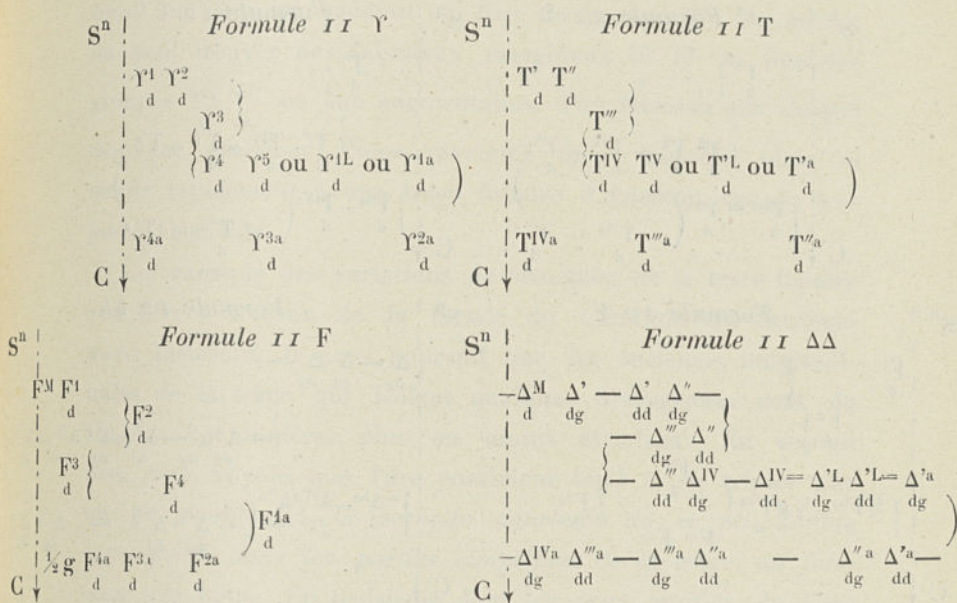 Sⁿ Formule II ϒ
ϒ¹ ϒ²
d d
ϒ³
d
ϒ⁴ ϒ⁵ ou ϒ¹ᴸ ou ϒ¹ᵃ
d d d d
ϒ⁴ᵃ ϒ³ᵃ ϒ²ᵃ
d d d
C
Sⁿ Formule II T
T' T''
d d
T'''
d
Tᴵⱽ Tⱽ ou T'ᴸ ou T'ᵃ
d d d d
Tᴵⱽᵃ T'''ᵃ T''ᵃ
d d d
C
Sⁿ Formule II F
Fᴹ F¹
d
F²
d
F³ F⁴
d d
F¹ᵃ
d
½ g F⁴ᵃ F³ᵃ F²ᵃ
d d d
C
Sⁿ Formule II ΔΔ
Δᴹ Δ' — Δ' Δ'' —
d dg dd dg
— Δ''' Δ''
dg dd
— Δ''' Δᴵⱽ — Δᴵⱽ= Δ'ᴸ Δ'ᴸ= Δ'ᵃ
dd dg dd dg dd dg
—Δᴵⱽᵃ Δ'''ᵃ — Δ'''ᵃ Δ''ᵃ — Δ''ᵃ Δ'ᵃ—
dg dd dg dd dg dd
C